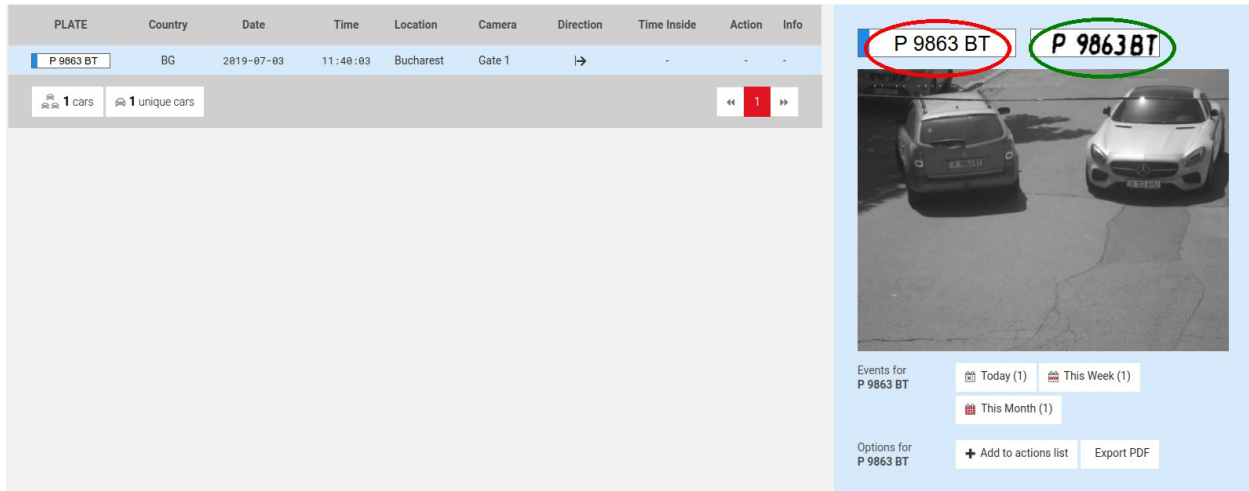 PLATE Country Date Time Location Camera Direction Time Inside Action Info
P 9863 BT BG 2019-07-03 11:40:03 Bucharest Gate 1 - - -
1 cars 1 unique cars 1
P 9863 BT P 9863BT
Events for
P 9863 BT
Today (1) This Week (1)
This Month (1)
Options for
P 9863 BT
Add to actions list Export PDF